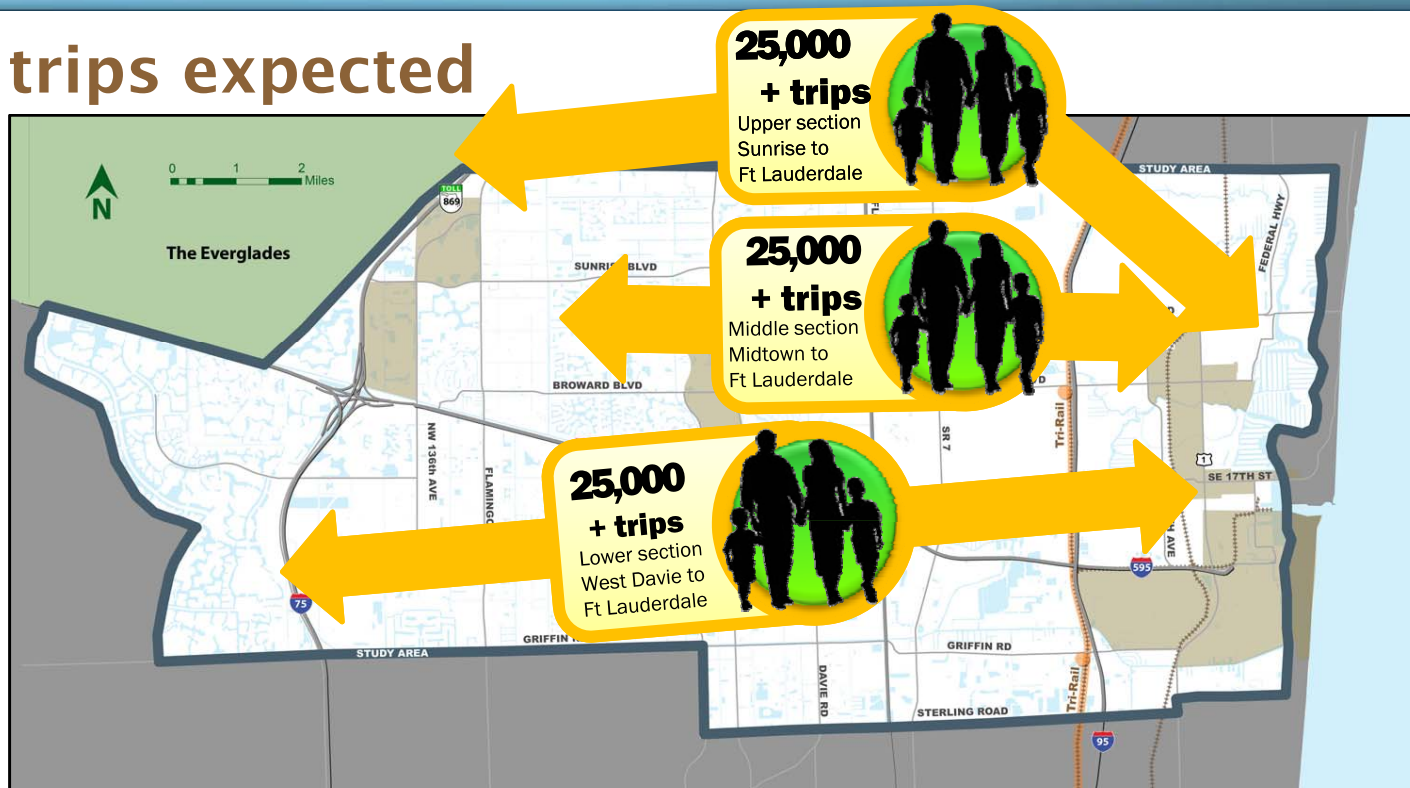 trips expected
25,000
+ trips
Upper section
Sunrise to
Ft Lauderdale
0 1 2
Miles
N
The Everglades
TOLL
869
STUDY AREA
FEDERAL HWY
25,000
+ trips
Middle section
Midtown to
Ft Lauderdale
BLVD
BROWARD BLVD
Tri-Rail
NW 136th AVE
SR 7
1
SE 17TH ST
25,000
+ trips
Lower section
West Davie to
Ft Lauderdale
AVE
595
75
GRIFFIN
STUDY AREA
GRIFFIN RD
DAVIE RD
Tri-Rail
STERLING ROAD
95